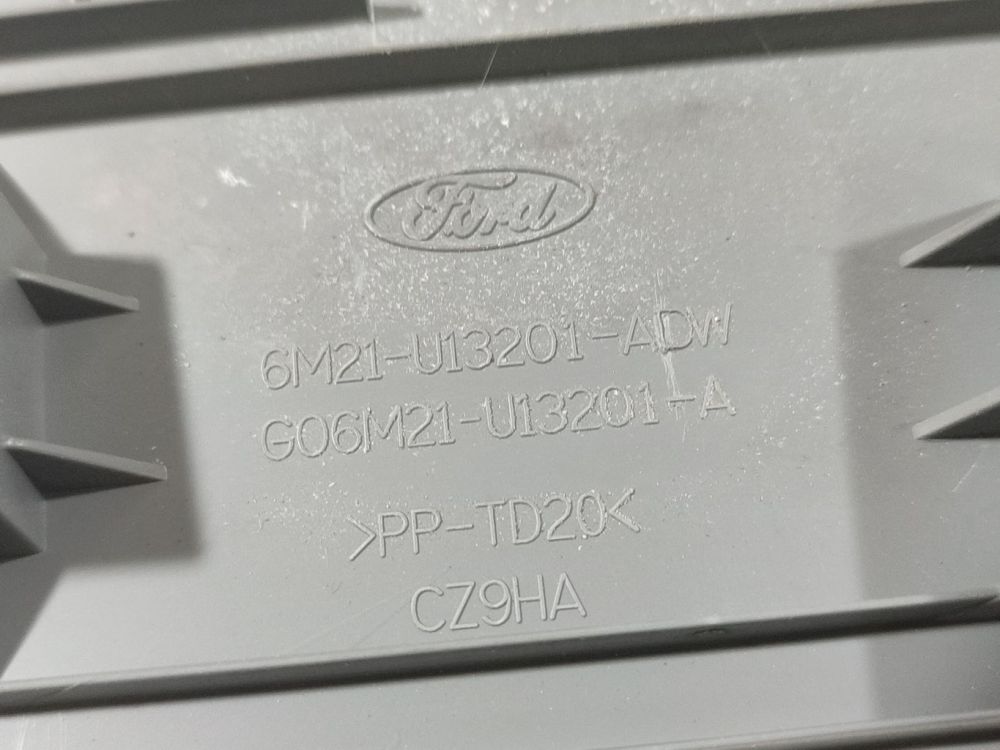 Ford
6M21-U13201-ADW
G06M21-U13201-A
>PP-TD20<
CZ9HA